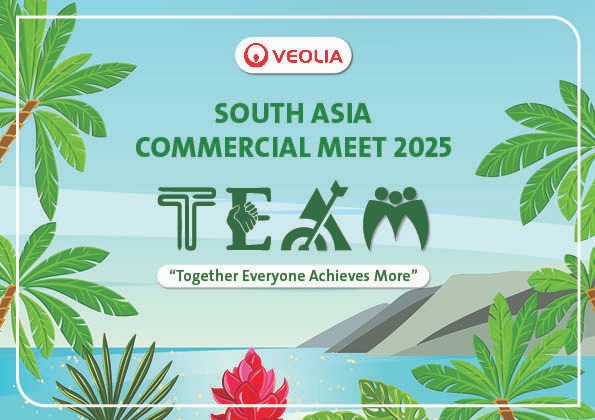 VEOLIA
SOUTH ASIA
COMMERCIAL MEET 2025
TEAM
“Together Everyone Achieves More”